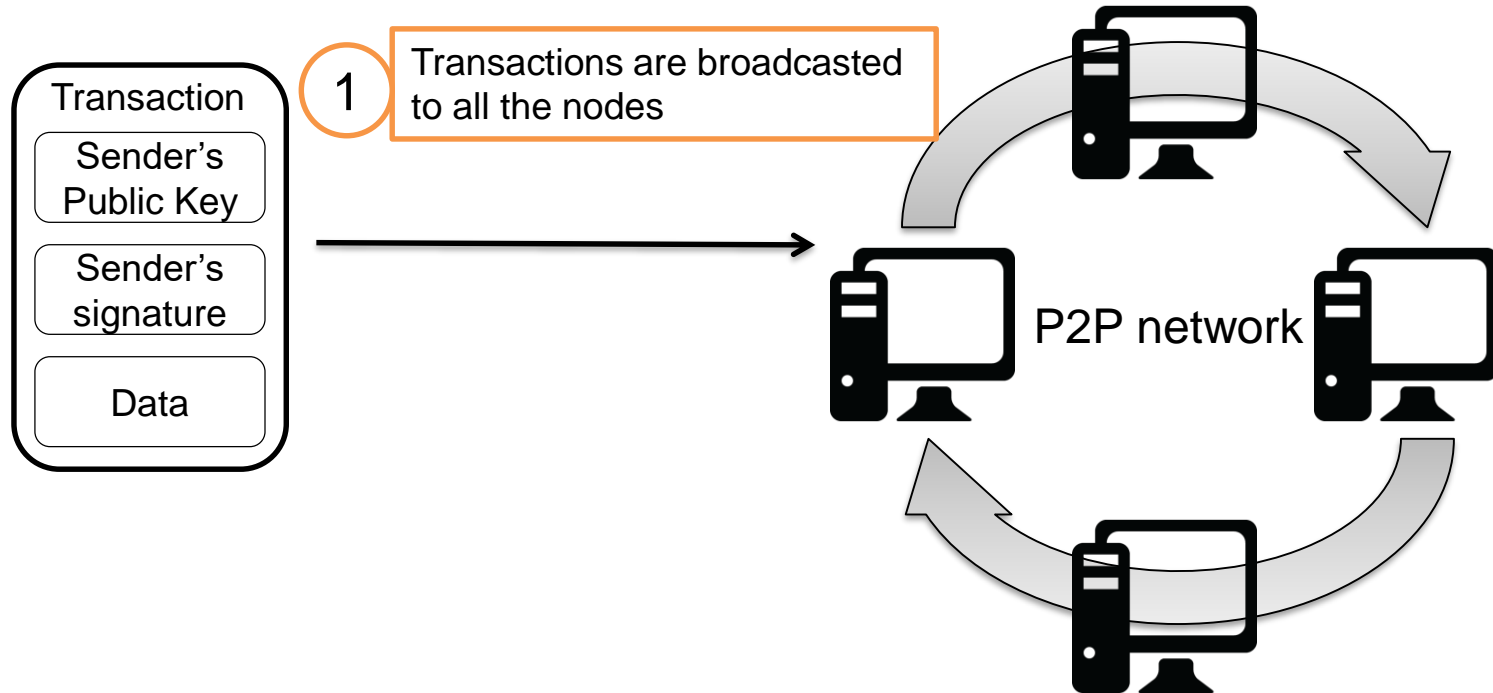 Transaction
Sender’s
Public Key
Sender’s
signature
Data
1
Transactions are broadcasted
to all the nodes
P2P network